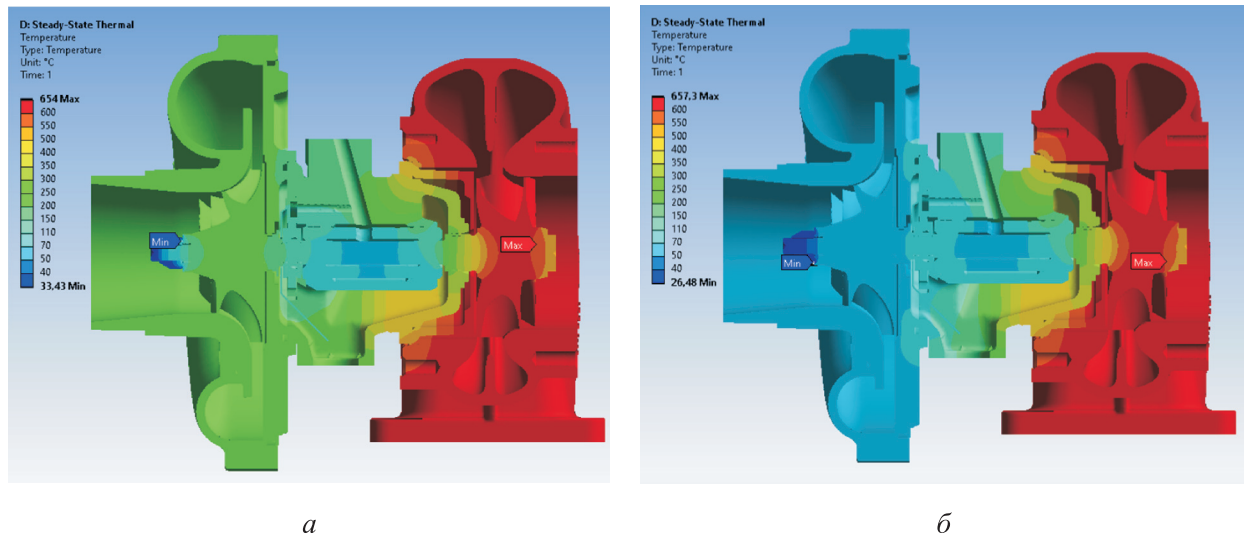 D: Steady-State Thermal
Temperature
Type: Temperature
Unit: °C
Time: 1
654 Max
600
550
500
400
350
300
250
200
150
110
70
50
40
33.43 Min
Min
Max
а
D: Steady-State Thermal
Temperature
Type: Temperature
Unit: °C
Time: 1
657,3 Max
600
550
500
400
350
300
250
200
150
110
70
50
40
26,48 Min
Min
Max
б